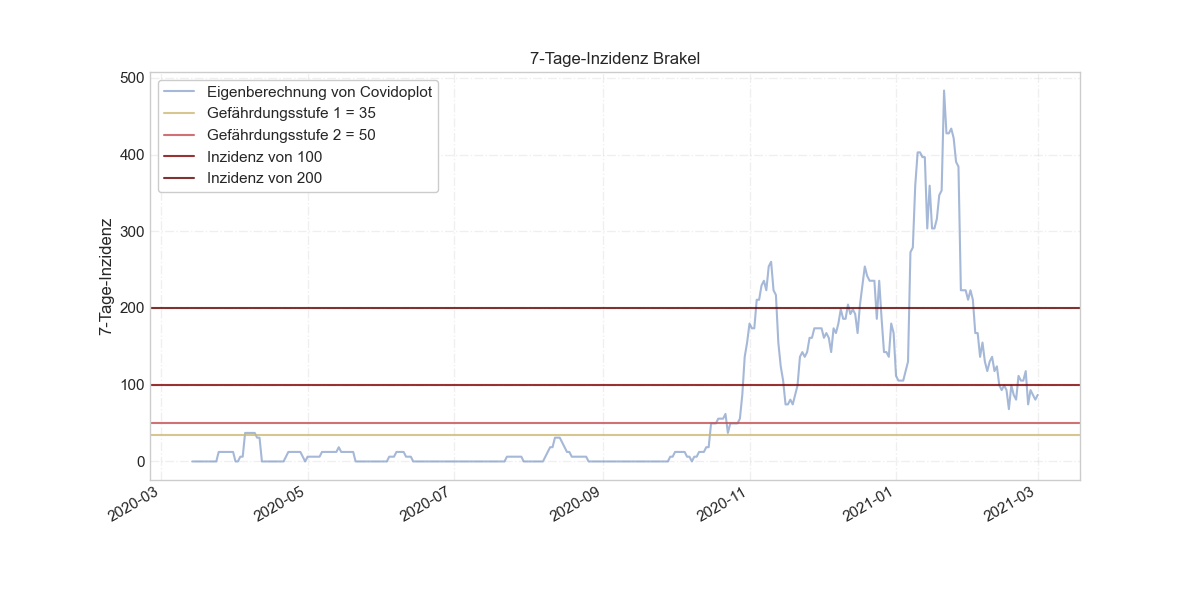 7-Tage-Inzidenz Brakel
7-Tage-Inzidenz
500
400
300
200
100
0
Eigenberechnung von Covidoplot
Gefährdungsstufe 1 = 35
Gefährdungsstufe 2 = 50
Inzidenz von 100
Inzidenz von 200
2020-03
2020-05
2020-07
2020-09
2020-11
2021-01
2021-03